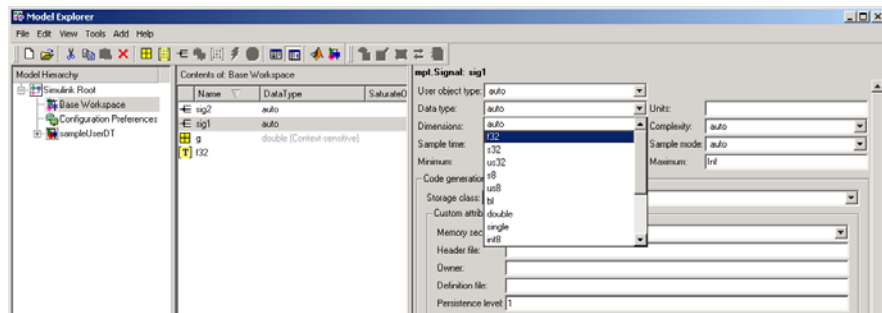 Model Explorer
File Edit View Tools Add Help
Model Hierarchy
Simulink Root
Base Workspace
Configuration Preferences
sampleUserDT
Contents of: Base Workspace
Name DataType SaturateO
sig2 auto
sig1 auto
g double (Context-sensitive)
[T] f32
mpt.Signal: sig1
User object type: auto
Data type: auto Units:
Dimensions: auto Complexity: auto
f32
Sample time: s32 Sample mode: auto
us32
Minimum: s8 Maximum: Inf
Code generation us8
Storage class: bl
Custom attrib double
single
Memory sec int8
Header file:
Owner:
Definition file:
Persistence level: 1